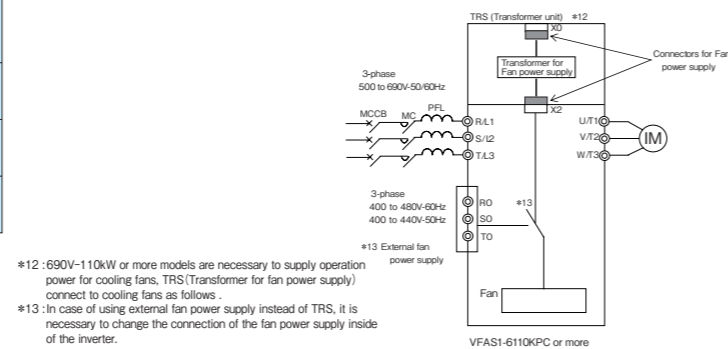 TRS (Transformer unit) *12
X0
Connectors for Fan
power supply
Transformer for
Fan power supply
X2
3-phase
500 to 690V-50/60Hz
MCCB MC PFL
R/L1
S/L2
T/L3
U/T1
V/T2
W/T3
IM
3-phase
400 to 480V-60Hz
400 to 440V-50Hz
RO
SO
TO
*13
*13 External fan
power supply
Fan
VFAS1-6110KPC or more
*12 : 690V-110kW or more models are necessary to supply operation
power for cooling fans, TRS(Transformer for fan power supply)
connect to cooling fans as follows .
*13 : In case of using external fan power supply instead of TRS, it is
necessary to change the connection of the fan power supply inside
of the inverter.